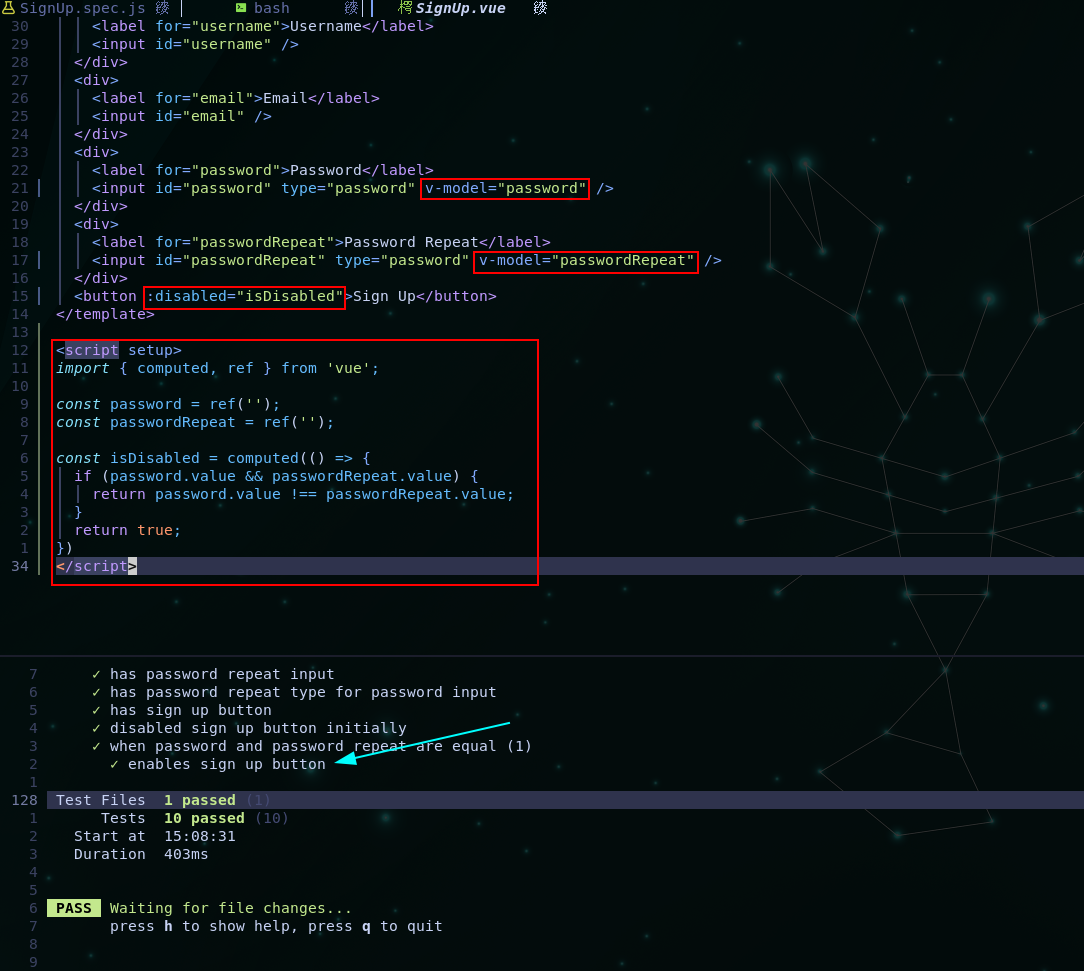 SignUp.spec.js bash SignUp.vue
30 <label for="username">Username</label>
29 <input id="username" />
28 </div>
27 <div>
26 <label for="email">Email</label>
25 <input id="email" />
24 </div>
23 <div>
22 <label for="password">Password</label>
21 <input id="password" type="password" v-model="password" />
20 </div>
19 <div>
18 <label for="passwordRepeat">Password Repeat</label>
17 <input id="passwordRepeat" type="password" v-model="passwordRepeat" />
16 </div>
15 <button :disabled="isDisabled">Sign Up</button>
14 </template>
13
12 <script setup>
11 import { computed, ref } from 'vue';
10
9 const password = ref('');
8 const passwordRepeat = ref('');
7
6 const isDisabled = computed(() => {
5 if (password.value && passwordRepeat.value) {
4 return password.value !== passwordRepeat.value;
3 }
2 return true;
1 })
34 </script>
7 ✓ has password repeat input
6 ✓ has password repeat type for password input
5 ✓ has sign up button
4 ✓ disabled sign up button initially
3 ✓ when password and password repeat are equal (1)
2 ✓ enables sign up button
1
128 Test Files 1 passed (1)
1 Tests 10 passed (10)
2 Start at 15:08:31
3 Duration 403ms
4
5
6 PASS Waiting for file changes...
7 press h to show help, press q to quit
8
9